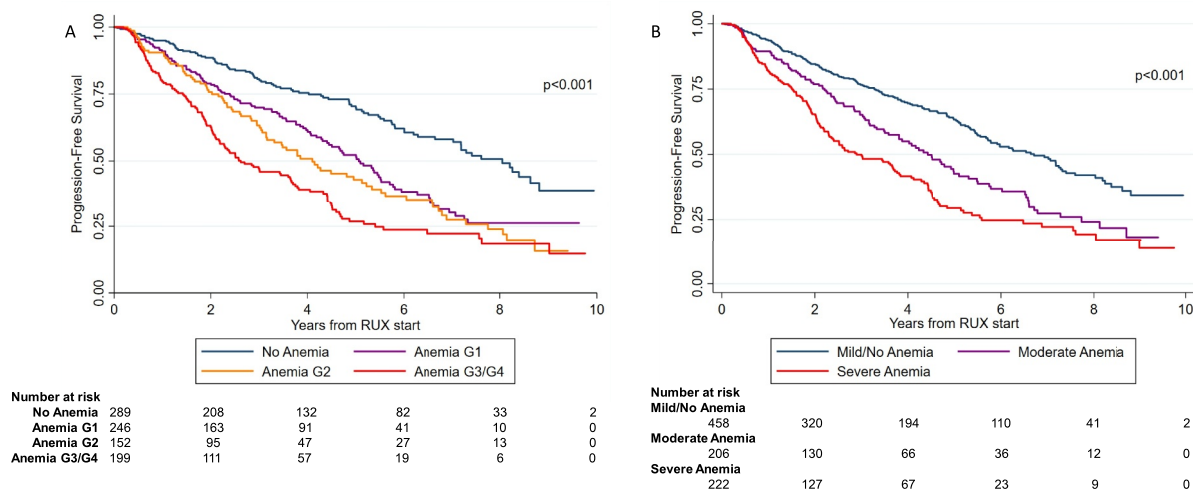 A
1.00
0.75
0.50
0.25
0.00
Progression-Free Survival
p<0.001
0 2 4 6 8 10
Years from RUX start
No Anemia Anemia G1
Anemia G2 Anemia G3/G4
Number at risk
No Anemia 289 208 132 82 33 2
Anemia G1 246 163 91 41 10 0
Anemia G2 152 95 47 27 13 0
Anemia G3/G4 199 111 57 19 6 0
B
1.00
0.75
0.50
0.25
0.00
Progression-Free Survival
p<0.001
0 2 4 6 8 10
Years from RUX start
Mild/No Anemia Moderate Anemia
Severe Anemia
Number at risk
Mild/No Anemia
458 320 194 110 41 2
Moderate Anemia
206 130 66 36 12 0
Severe Anemia
222 127 67 23 9 0